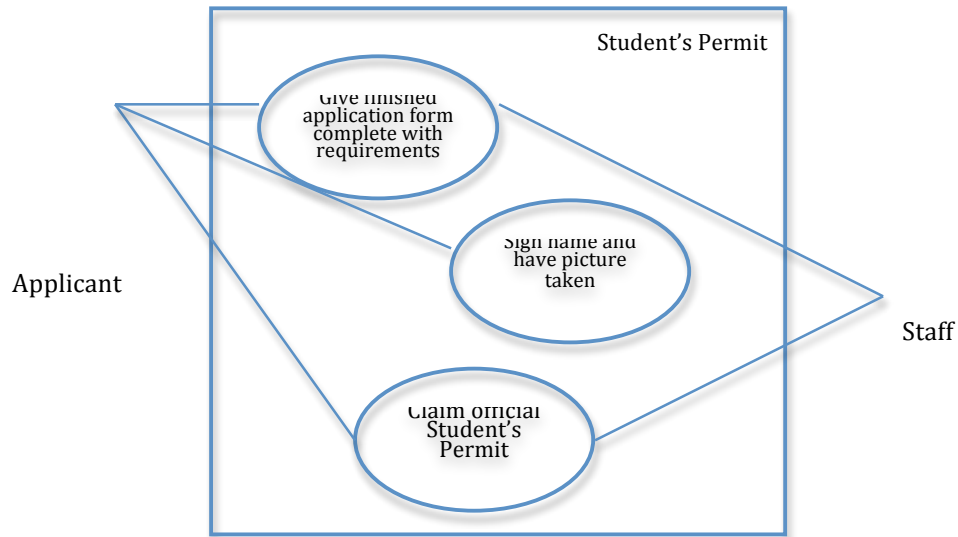 Student’s Permit
Give finished
application form
complete with
requirements
Sign name and
have picture
taken
Applicant
Staff
Claim official
Student’s
Permit